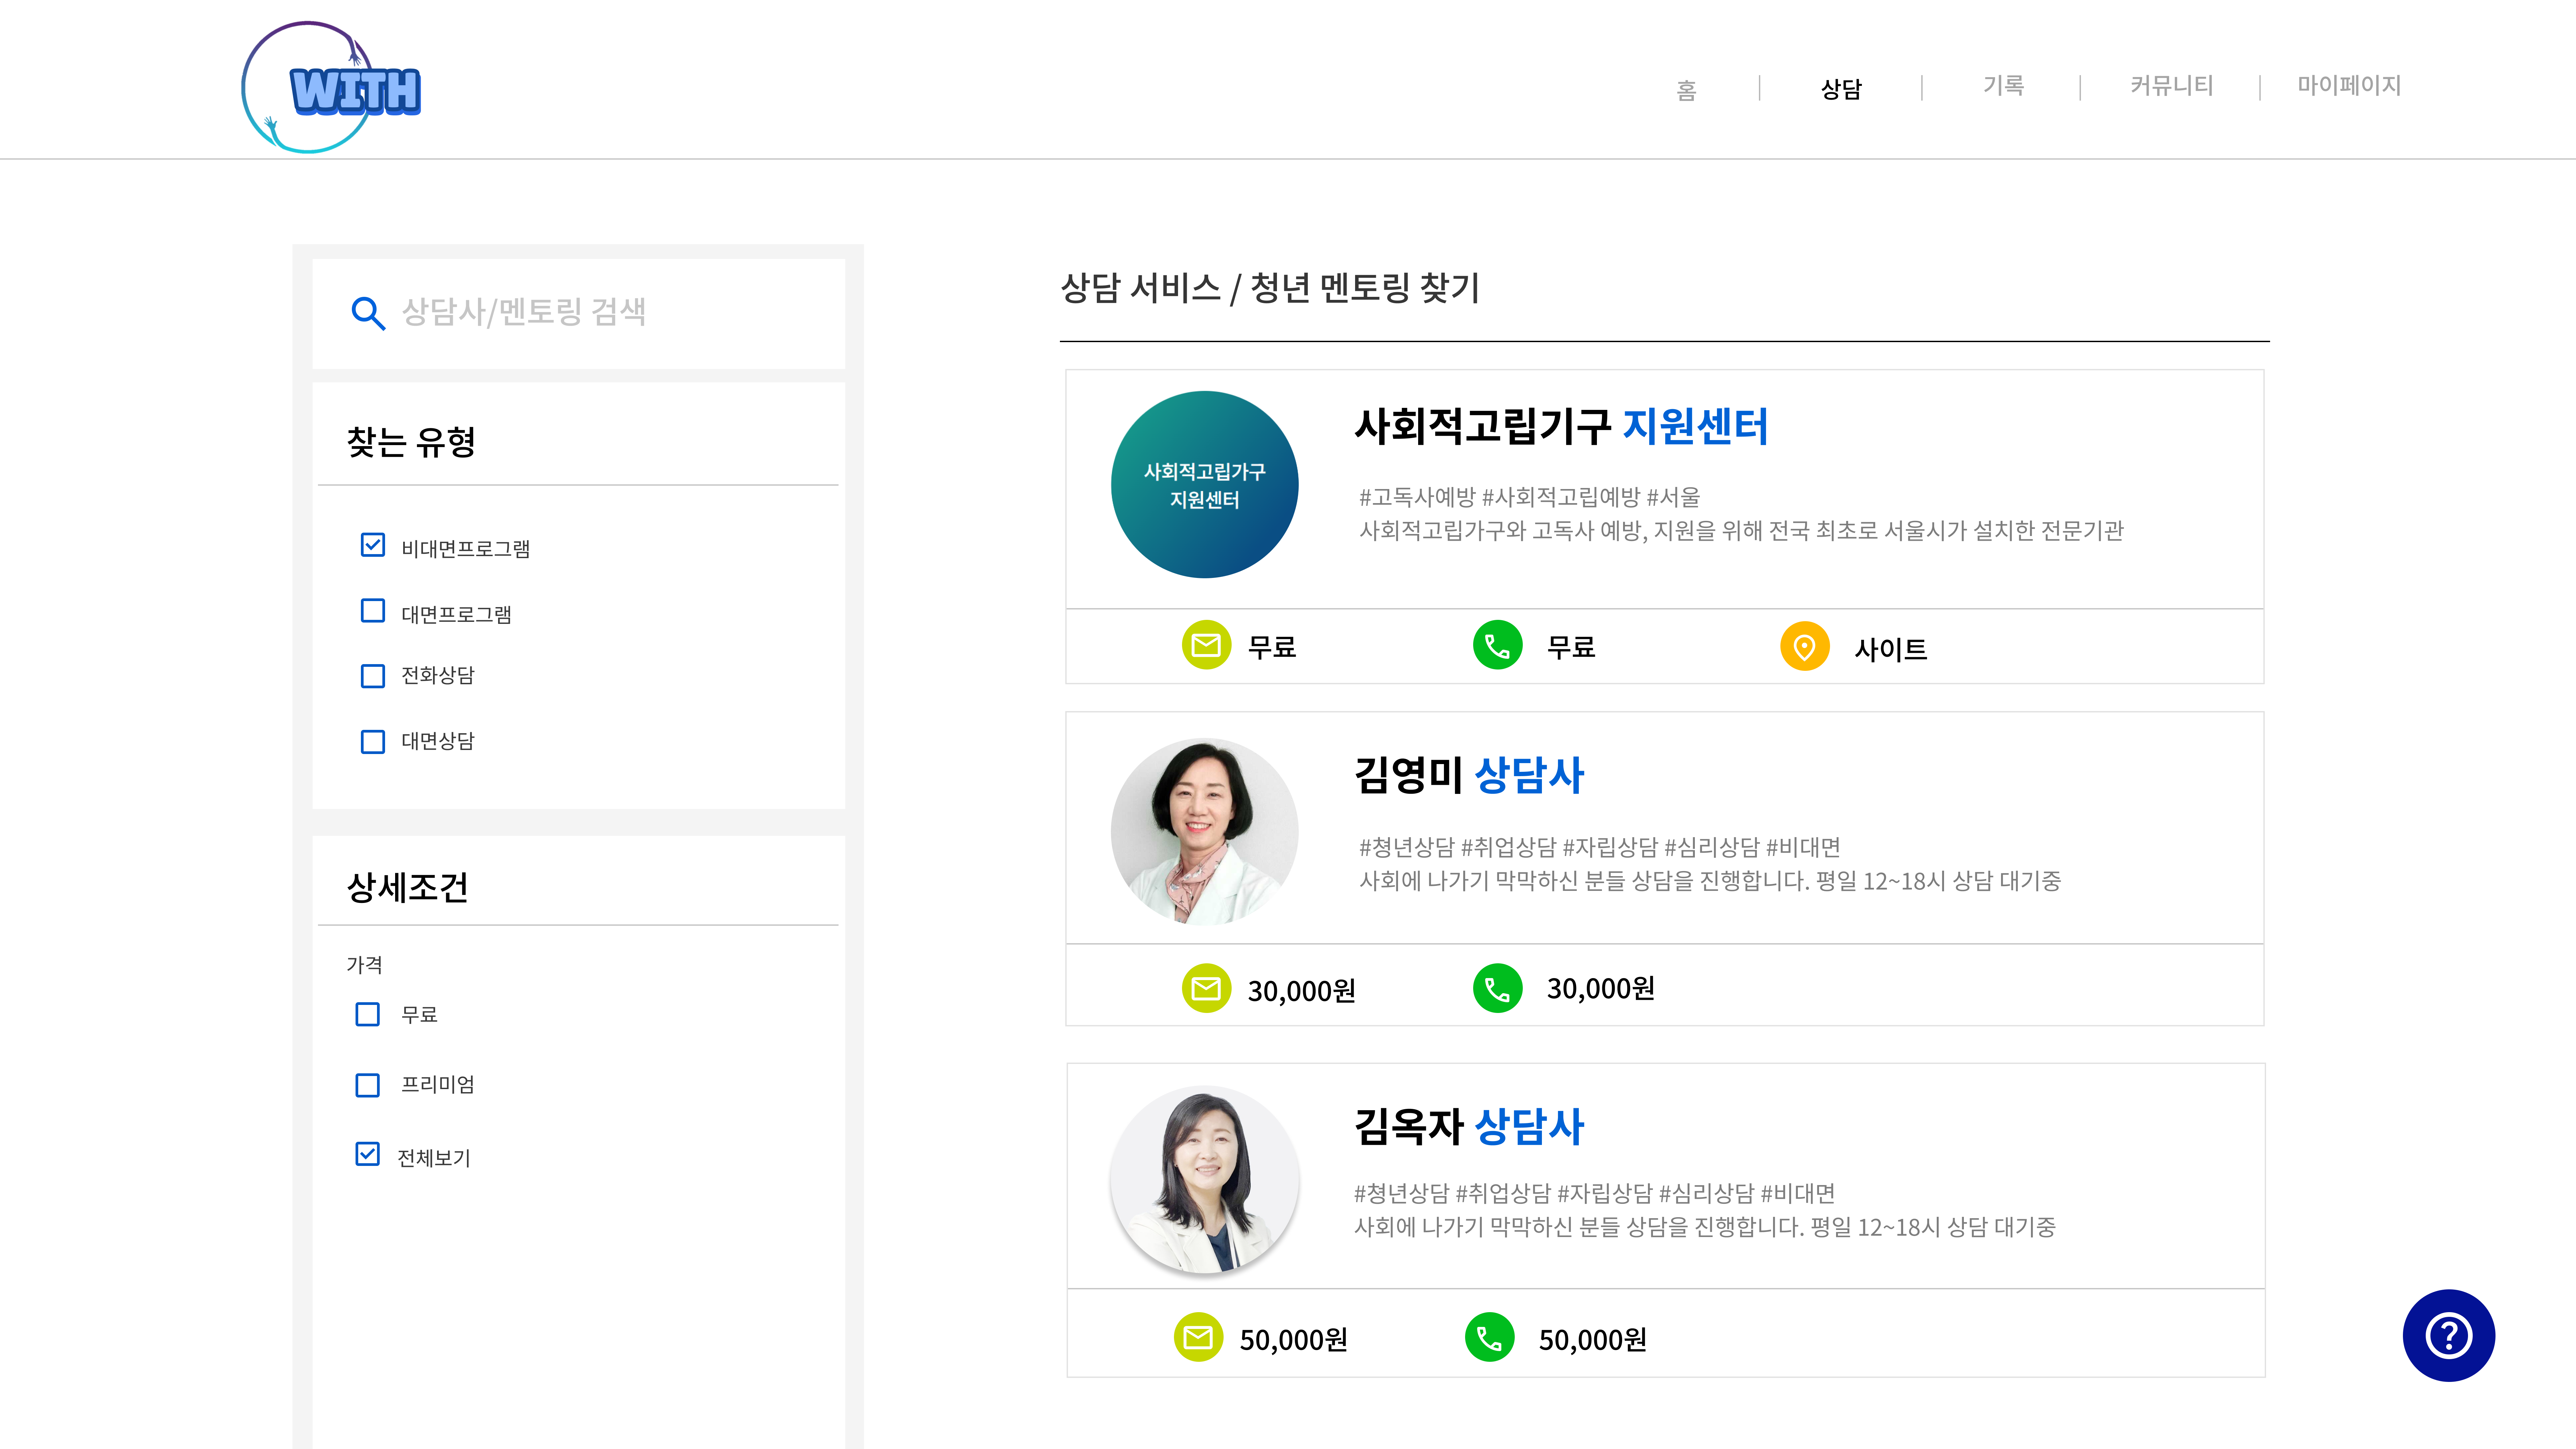 WITH
홈
상담
기록
커뮤니티
마이페이지
상담사/멘토링 검색
찾는 유형
비대면프로그램
대면프로그램
전화상담
대면상담
상세조건
가격
무료
프리미엄
전체보기
상담 서비스 / 청년 멘토링 찾기
사회적고립가구
지원센터
사회적고립기구 지원센터
#고독사예방 #사회적고립예방 #서울
사회적고립가구와 고독사 예방, 지원을 위해 전국 최초로 서울시가 설치한 전문기관
무료
무료
사이트
김영미 상담사
#청년상담 #취업상담 #자립상담 #심리상담 #비대면
사회에 나가기 막막하신 분들 상담을 진행합니다. 평일 12~18시 상담 대기중
30,000원
30,000원
김옥자 상담사
#청년상담 #취업상담 #자립상담 #심리상담 #비대면
사회에 나가기 막막하신 분들 상담을 진행합니다. 평일 12~18시 상담 대기중
50,000원
50,000원